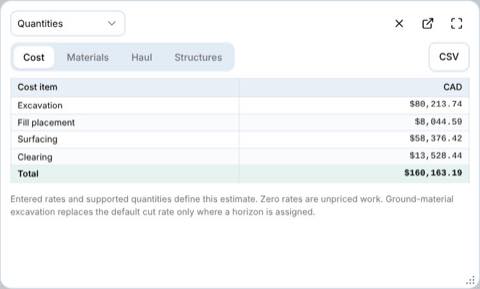 Quantities
Cost Materials Haul Structures CSV
Cost item CAD
Excavation $80,213.74
Fill placement $8,044.59
Surfacing $58,376.42
Clearing $13,528.44
Total $160,163.19
Entered rates and supported quantities define this estimate. Zero rates are unpriced work. Ground-material
excavation replaces the default cut rate only where a horizon is assigned.